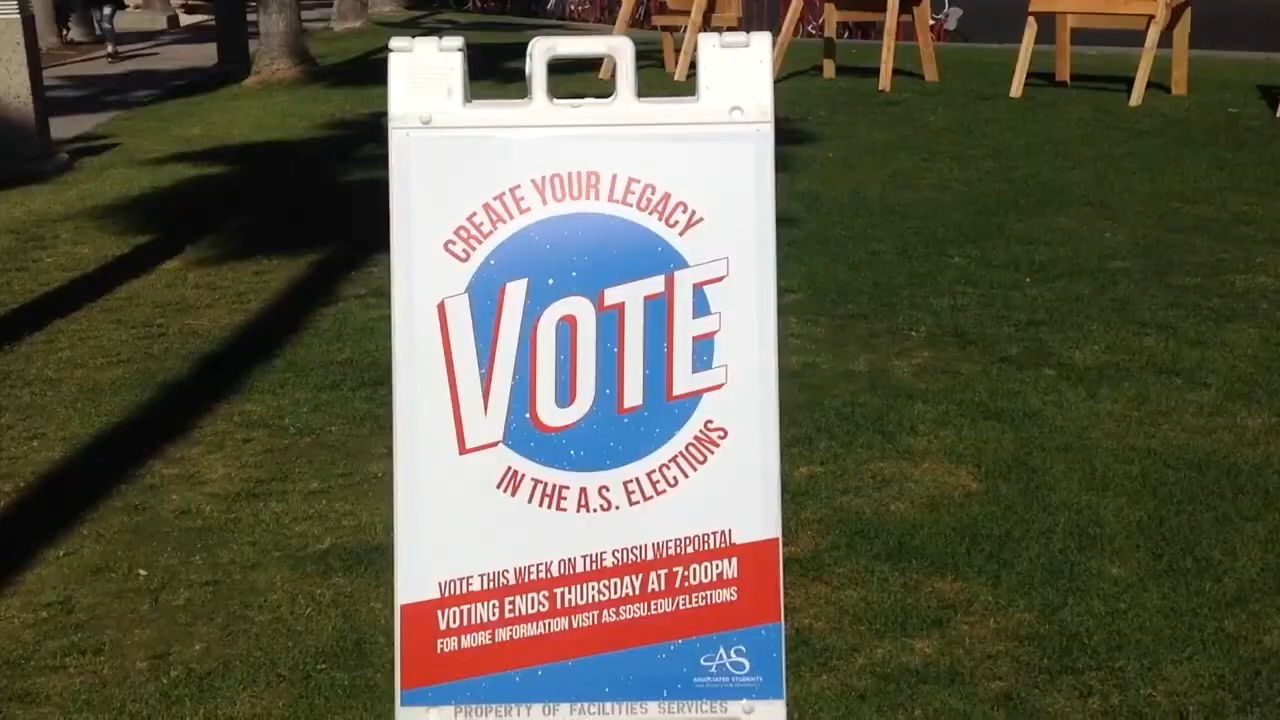 CREATE YOUR LEGACY
VOTE
IN THE A.S. ELECTIONS
VOTE THIS WEEK ON THE SDSU WEBPORTAL
VOTING ENDS THURSDAY AT 7:00PM
FOR MORE INFORMATION VISIT AS.SDSU.EDU/ELECTIONS
AS
ASSOCIATED STUDENTS
PROPERTY OF FACILITIES SERVICES